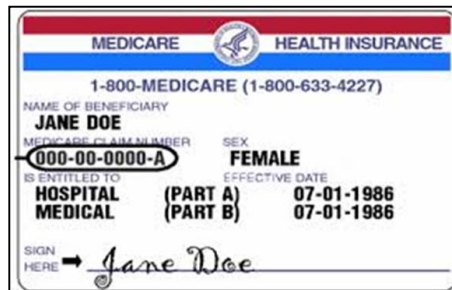 MEDICARE HEALTH INSURANCE
1-800-MEDICARE (1-800-633-4227)
NAME OF BENEFICIARY
JANE DOE
MEDICARE CLAIM NUMBER SEX
000-00-0000-A FEMALE
IS ENTITLED TO EFFECTIVE DATE
HOSPITAL (PART A) 07-01-1986
MEDICAL (PART B) 07-01-1986
SIGN
HERE Jane Doe